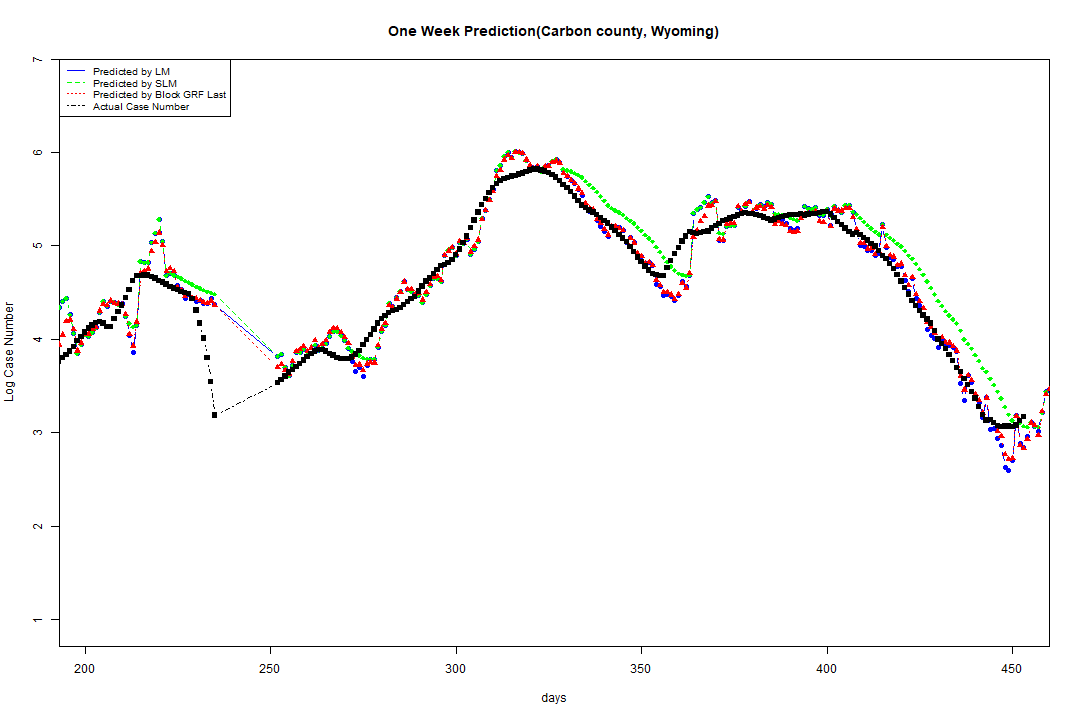 One Week Prediction(Carbon county, Wyoming)
Predicted by LM
Predicted by SLM
Predicted by Block GRF Last
Actual Case Number
Log Case Number
7
6
5
4
3
2
1
200 250 300 350 400 450
days